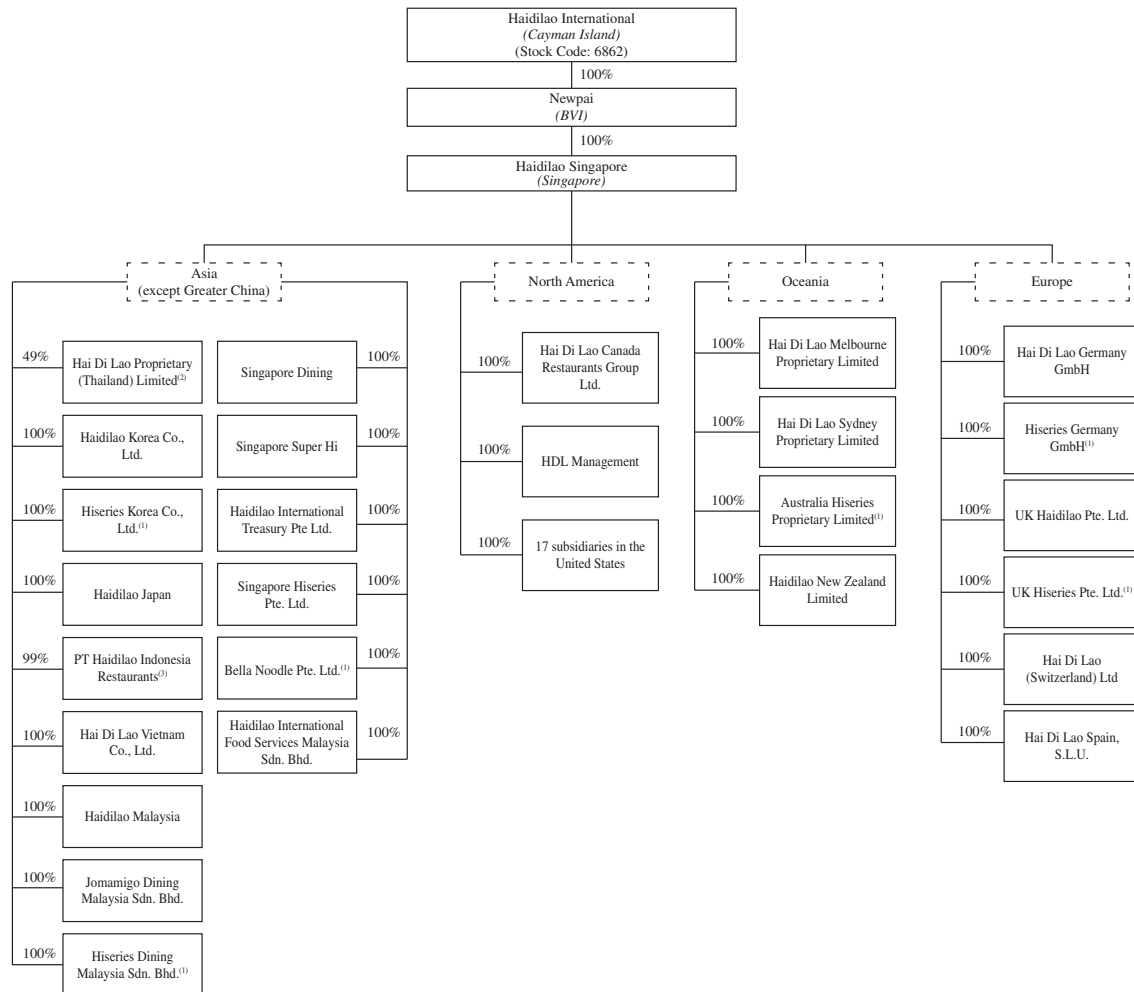 Haidilao International
(Cayman Island)
(Stock Code: 6862)
100%
Newpai
(BVI)
100%
Haidilao Singapore
(Singapore)
Asia
(except Greater China)
49%
Hai Di Lao Proprietary
(Thailand) Limited(2)
100%
Haidilao Korea Co.,
Ltd.
100%
Hiseries Korea Co.,
Ltd.(1)
100%
Haidilao Japan
99%
PT Haidilao Indonesia
Restaurants(3)
100%
Hai Di Lao Vietnam
Co., Ltd.
100%
Haidilao Malaysia
100%
Jomamigo Dining
Malaysia Sdn. Bhd.
100%
Hiseries Dining
Malaysia Sdn. Bhd.(1)
Singapore Dining
100%
Singapore Super Hi
100%
Haidilao International
Treasury Pte Ltd.
100%
Singapore Hiseries
Pte. Ltd.
100%
Bella Noodle Pte. Ltd.(1)
100%
Haidilao International
Food Services Malaysia
Sdn. Bhd.
100%
North America
100%
Hai Di Lao Canada
Restaurants Group
Ltd.
100%
HDL Management
100%
17 subsidiaries in the
United States
Oceania
100%
Hai Di Lao Melbourne
Proprietary Limited
100%
Hai Di Lao Sydney
Proprietary Limited
100%
Australia Hiseries
Proprietary Limited(1)
100%
Haidilao New Zealand
Limited
Europe
100%
Hai Di Lao Germany
GmbH
100%
Hiseries Germany
GmbH(1)
100%
UK Haidilao Pte. Ltd.
100%
UK Hiseries Pte. Ltd.(1)
100%
Hai Di Lao
(Switzerland) Ltd
100%
Hai Di Lao Spain,
S.L.U.